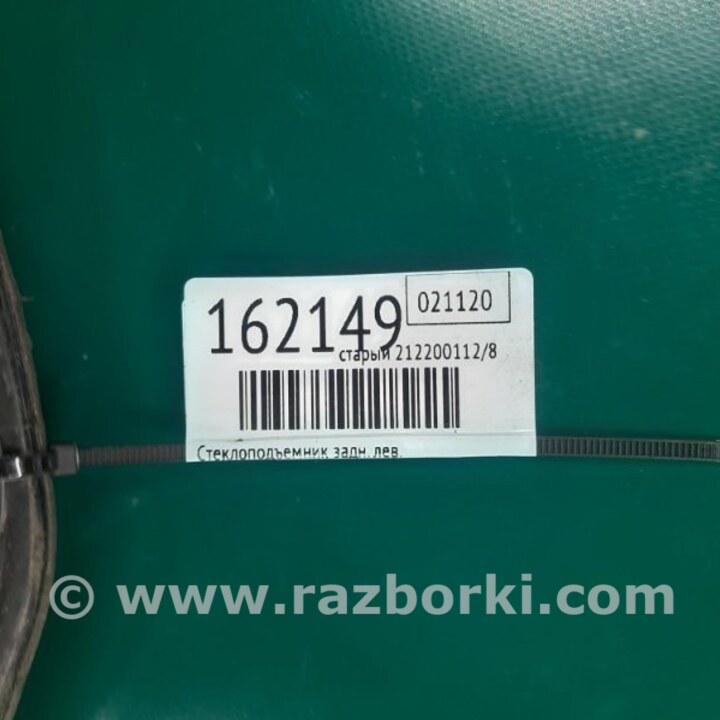 162149
021120
старый 212200112/8
Стеклоподъемник задн. лев.
© www.razborki.com